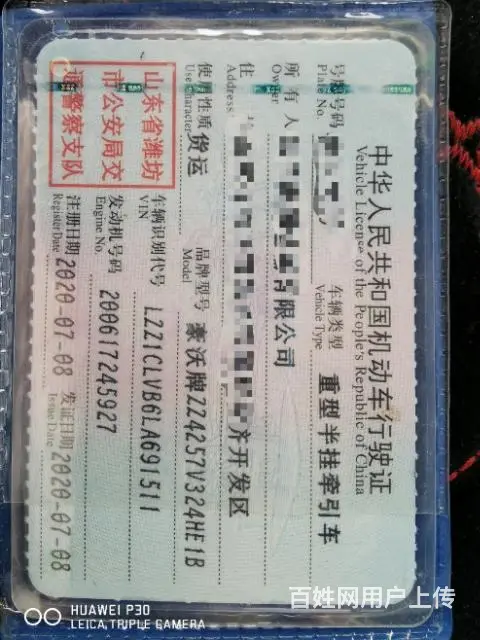 中华人民共和国机动车行驶证
Vehicle License of the People's Republic of China
号牌号码
Plate No.
车辆类型 重型半挂牵引车
Vehicle Type
所有人 有限公司
Owner
住址 齐开发区
Address
使用性质 货运
Use Character
品牌型号 豪沃牌ZZ4257V324HE1B
Model
山东省潍坊
市公安局交
通警察支队
车辆识别代号 LZZ1CLVB6LA691511
VIN
发动机号码 200617245927
Engine No.
注册日期 2020-07-08
Register Date
发证日期 2020-07-08
Issue Date
HUAWEI P30
LEICA TRIPLE CAMERA
百姓网用户上传